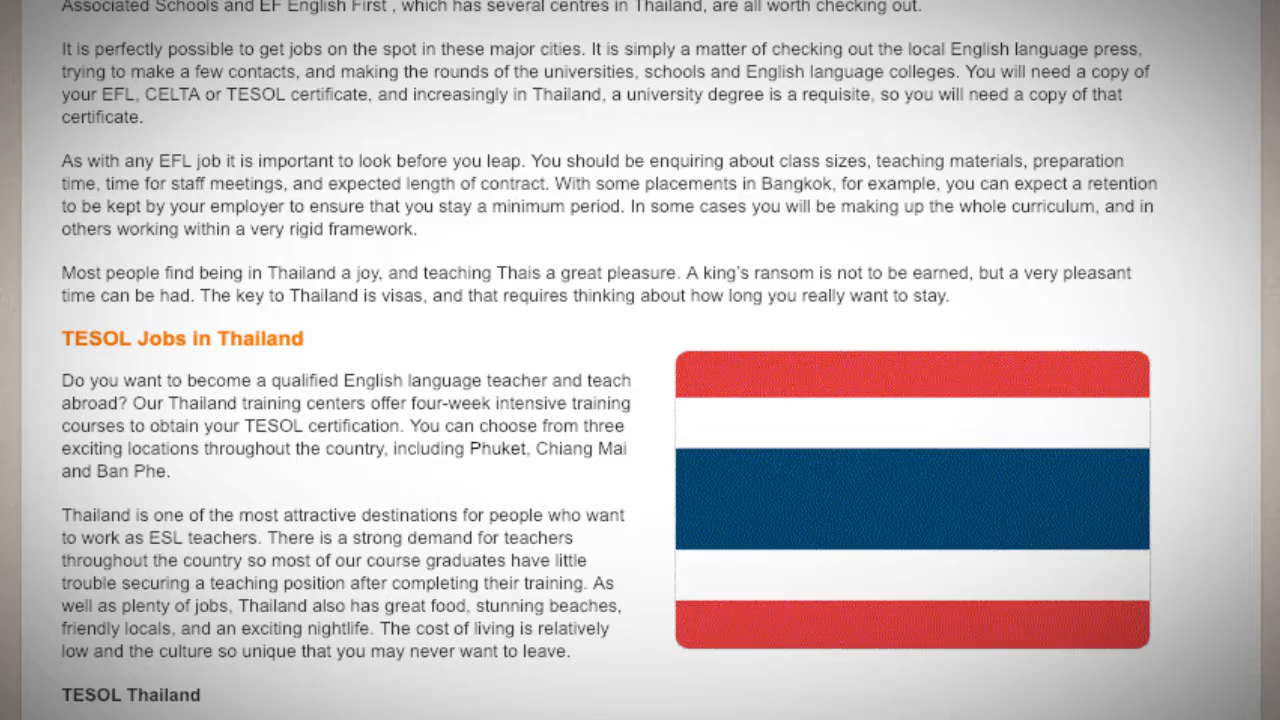 Associated Schools and EF English First , which has several centres in Thailand, are all worth checking out.
It is perfectly possible to get jobs on the spot in these major cities. It is simply a matter of checking out the local English language press,
trying to make a few contacts, and making the rounds of the universities, schools and English language colleges. You will need a copy of
your EFL, CELTA or TESOL certificate, and increasingly in Thailand, a university degree is a requisite, so you will need a copy of that
certificate.
As with any EFL job it is important to look before you leap. You should be enquiring about class sizes, teaching materials, preparation
time, time for staff meetings, and expected length of contract. With some placements in Bangkok, for example, you can expect a retention
to be kept by your employer to ensure that you stay a minimum period. In some cases you will be making up the whole curriculum, and in
others working within a very rigid framework.
Most people find being in Thailand a joy, and teaching Thais a great pleasure. A king's ransom is not to be earned, but a very pleasant
time can be had. The key to Thailand is visas, and that requires thinking about how long you really want to stay.
TESOL Jobs in Thailand
Do you want to become a qualified English language teacher and teach
abroad? Our Thailand training centers offer four-week intensive training
courses to obtain your TESOL certification. You can choose from three
exciting locations throughout the country, including Phuket, Chiang Mai
and Ban Phe.
Thailand is one of the most attractive destinations for people who want
to work as ESL teachers. There is a strong demand for teachers
throughout the country so most of our course graduates have little
trouble securing a teaching position after completing their training. As
well as plenty of jobs, Thailand also has great food, stunning beaches,
friendly locals, and an exciting nightlife. The cost of living is relatively
low and the culture so unique that you may never want to leave.
TESOL Thailand